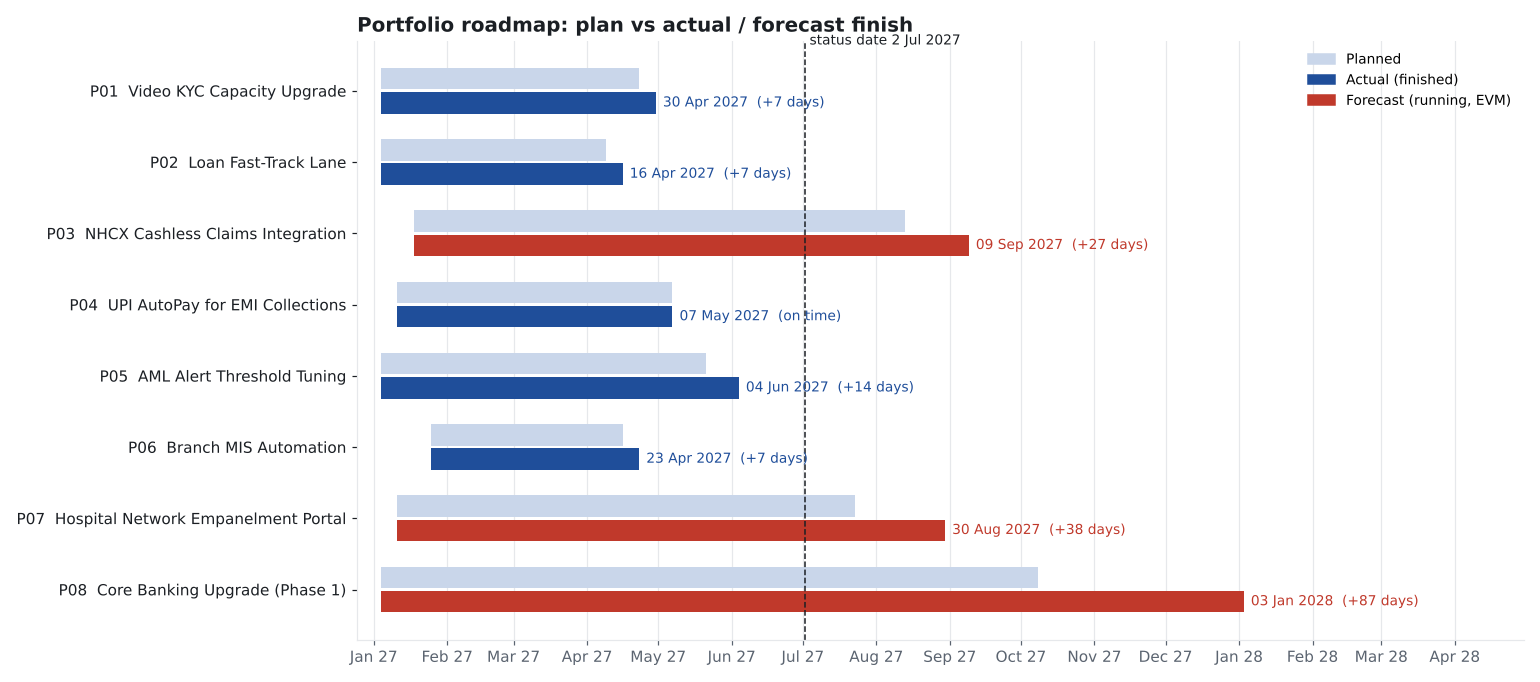 Portfolio roadmap: plan vs actual / forecast finish
status date 2 Jul 2027
Planned
Actual (finished)
Forecast (running, EVM)
P01  Video KYC Capacity Upgrade
30 Apr 2027  (+7 days)
P02  Loan Fast-Track Lane
16 Apr 2027  (+7 days)
P03  NHCX Cashless Claims Integration
09 Sep 2027  (+27 days)
P04  UPI AutoPay for EMI Collections
07 May 2027  (on time)
P05  AML Alert Threshold Tuning
04 Jun 2027  (+14 days)
P06  Branch MIS Automation
23 Apr 2027  (+7 days)
P07  Hospital Network Empanelment Portal
30 Aug 2027  (+38 days)
P08  Core Banking Upgrade (Phase 1)
03 Jan 2028  (+87 days)
Jan 27  Feb 27  Mar 27  Apr 27  May 27  Jun 27  Jul 27  Aug 27  Sep 27  Oct 27  Nov 27  Dec 27  Jan 28  Feb 28  Mar 28  Apr 28